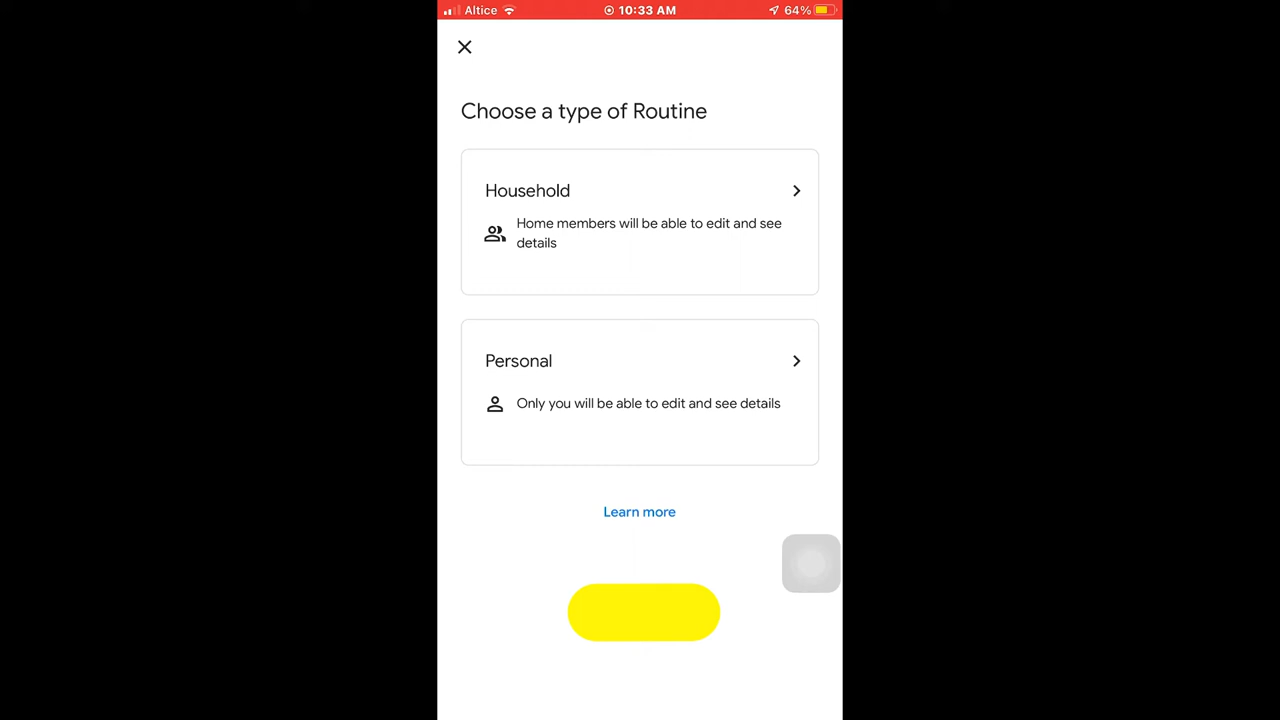 Altice 10:33 AM 64%
Choose a type of Routine
Household
Home members will be able to edit and see
details
Personal
Only you will be able to edit and see details
Learn more